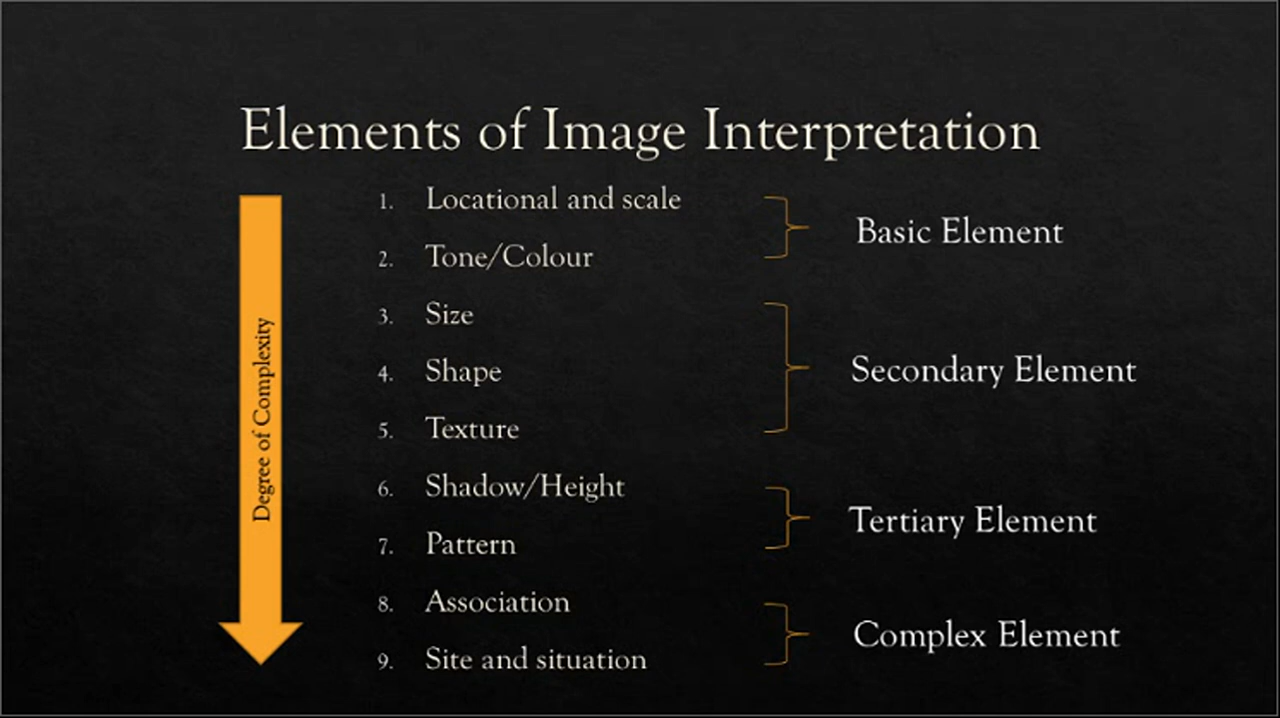 Elements of Image Interpretation
1. Locational and scale
2. Tone/Colour
Basic Element
3. Size
4. Shape
5. Texture
Secondary Element
6. Shadow/Height
7. Pattern
Tertiary Element
8. Association
9. Site and situation
Complex Element
Degree of Complexity